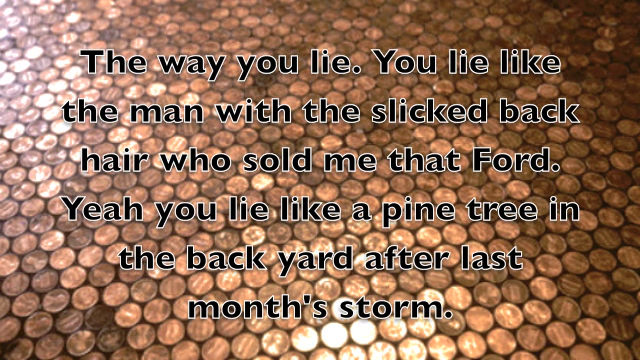 The way you lie. You lie like
the man with the slicked back
hair who sold me that Ford.
Yeah you lie like a pine tree in
the back yard after last
month's storm.